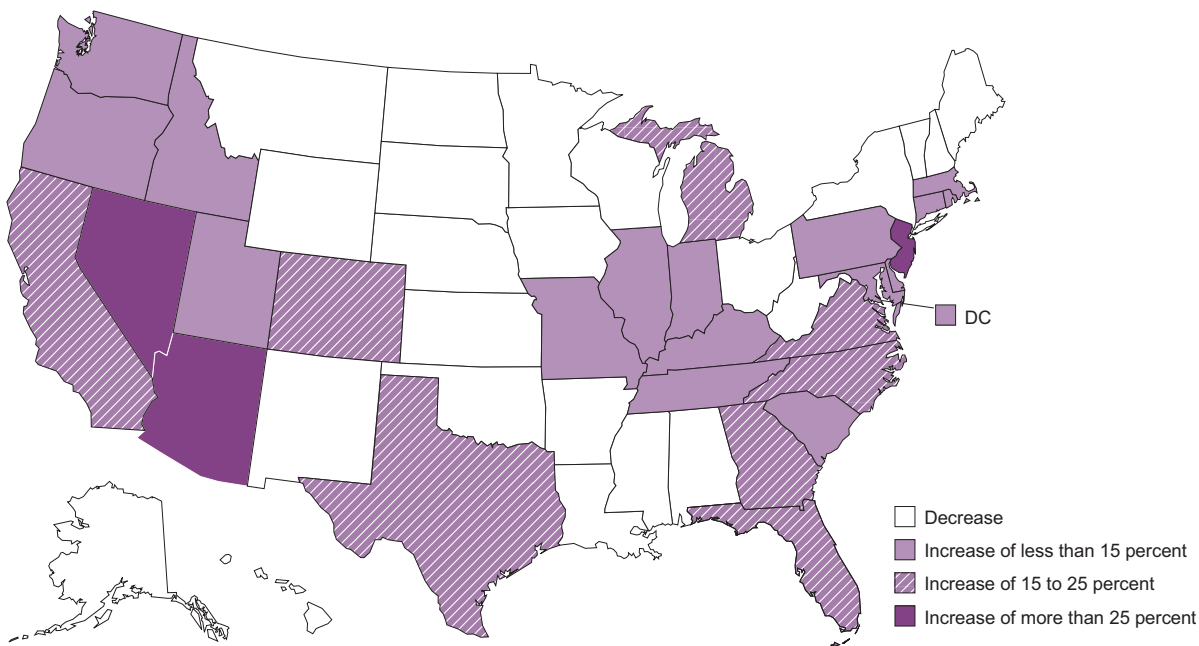 DC
Decrease
Increase of less than 15 percent
Increase of 15 to 25 percent
Increase of more than 25 percent